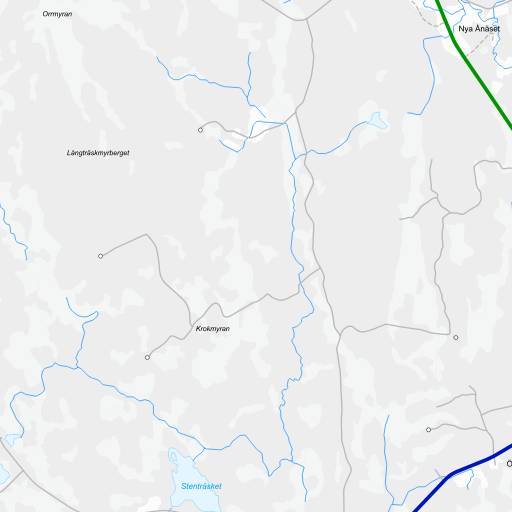 Ormmyran
Nya Ånäset
Långträskmyrberget
Krokmyran
Stenträsket